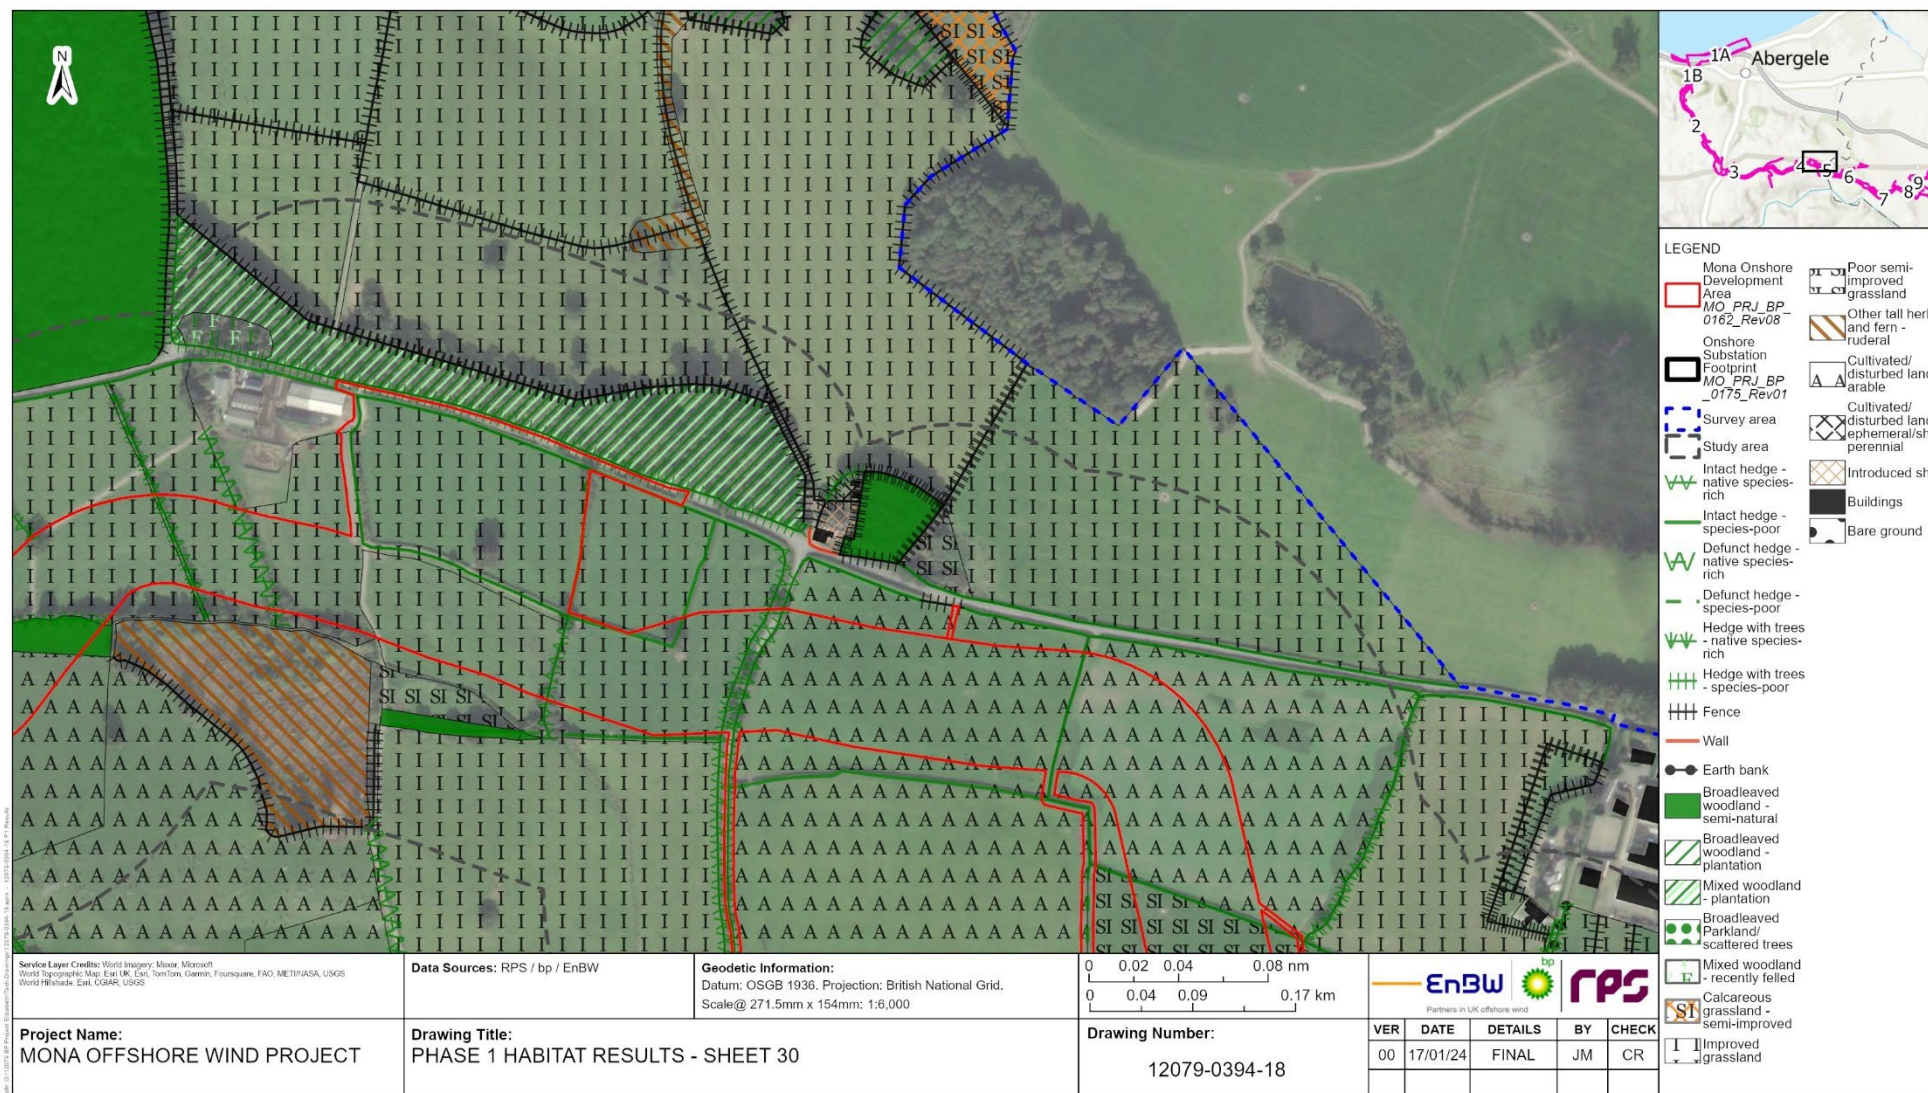 N
1A
Abergele
1B
2
3
4
5
6
7
8
9
LEGEND
Mona Onshore
Development
Area
MO_PRJ_BP_
0162_Rev08
Onshore
Substation
Footprint
MO_PRJ_BP
_0175_Rev01
Survey area
Study area
Intact hedge -
native species-
rich
Intact hedge -
species-poor
Defunct hedge -
native species-
rich
Defunct hedge -
species-poor
Hedge with trees
- native species-
rich
Hedge with trees
- species-poor
Fence
Wall
Earth bank
Broadleaved
woodland -
semi-natural
Broadleaved
woodland -
plantation
Mixed woodland
- plantation
Broadleaved
Parkland/
scattered trees
Mixed woodland
- recently felled
Calcareous
grassland -
semi-improved
Improved
grassland
Poor semi-
improved
grassland
Other tall her
and fern -
ruderal
Cultivated/
disturbed lan
arable
Cultivated/
disturbed lan
ephemeral/sh
perennial
Introduced sh
Buildings
Bare ground
Service Layer Credits: World Imagery: Maxar, Microsoft
World Topographic Map: Esri UK, Esri, TomTom, Garmin, Foursquare, FAO, METI/NASA, USGS
World Hillshade: Esri, CGIAR, USGS
Data Sources: RPS / bp / EnBW
Geodetic Information:
Datum: OSGB 1936. Projection: British National Grid.
Scale@ 271.5mm x 154mm: 1:6,000
0 0.02 0.04 0.08 nm
0 0.04 0.09 0.17 km
EnBW
bp
rps
Partners in UK offshore wind
Project Name:
MONA OFFSHORE WIND PROJECT
Drawing Title:
PHASE 1 HABITAT RESULTS - SHEET 30
Drawing Number:
12079-0394-18
VER DATE DETAILS BY CHECK
00 17/01/24 FINAL JM CR